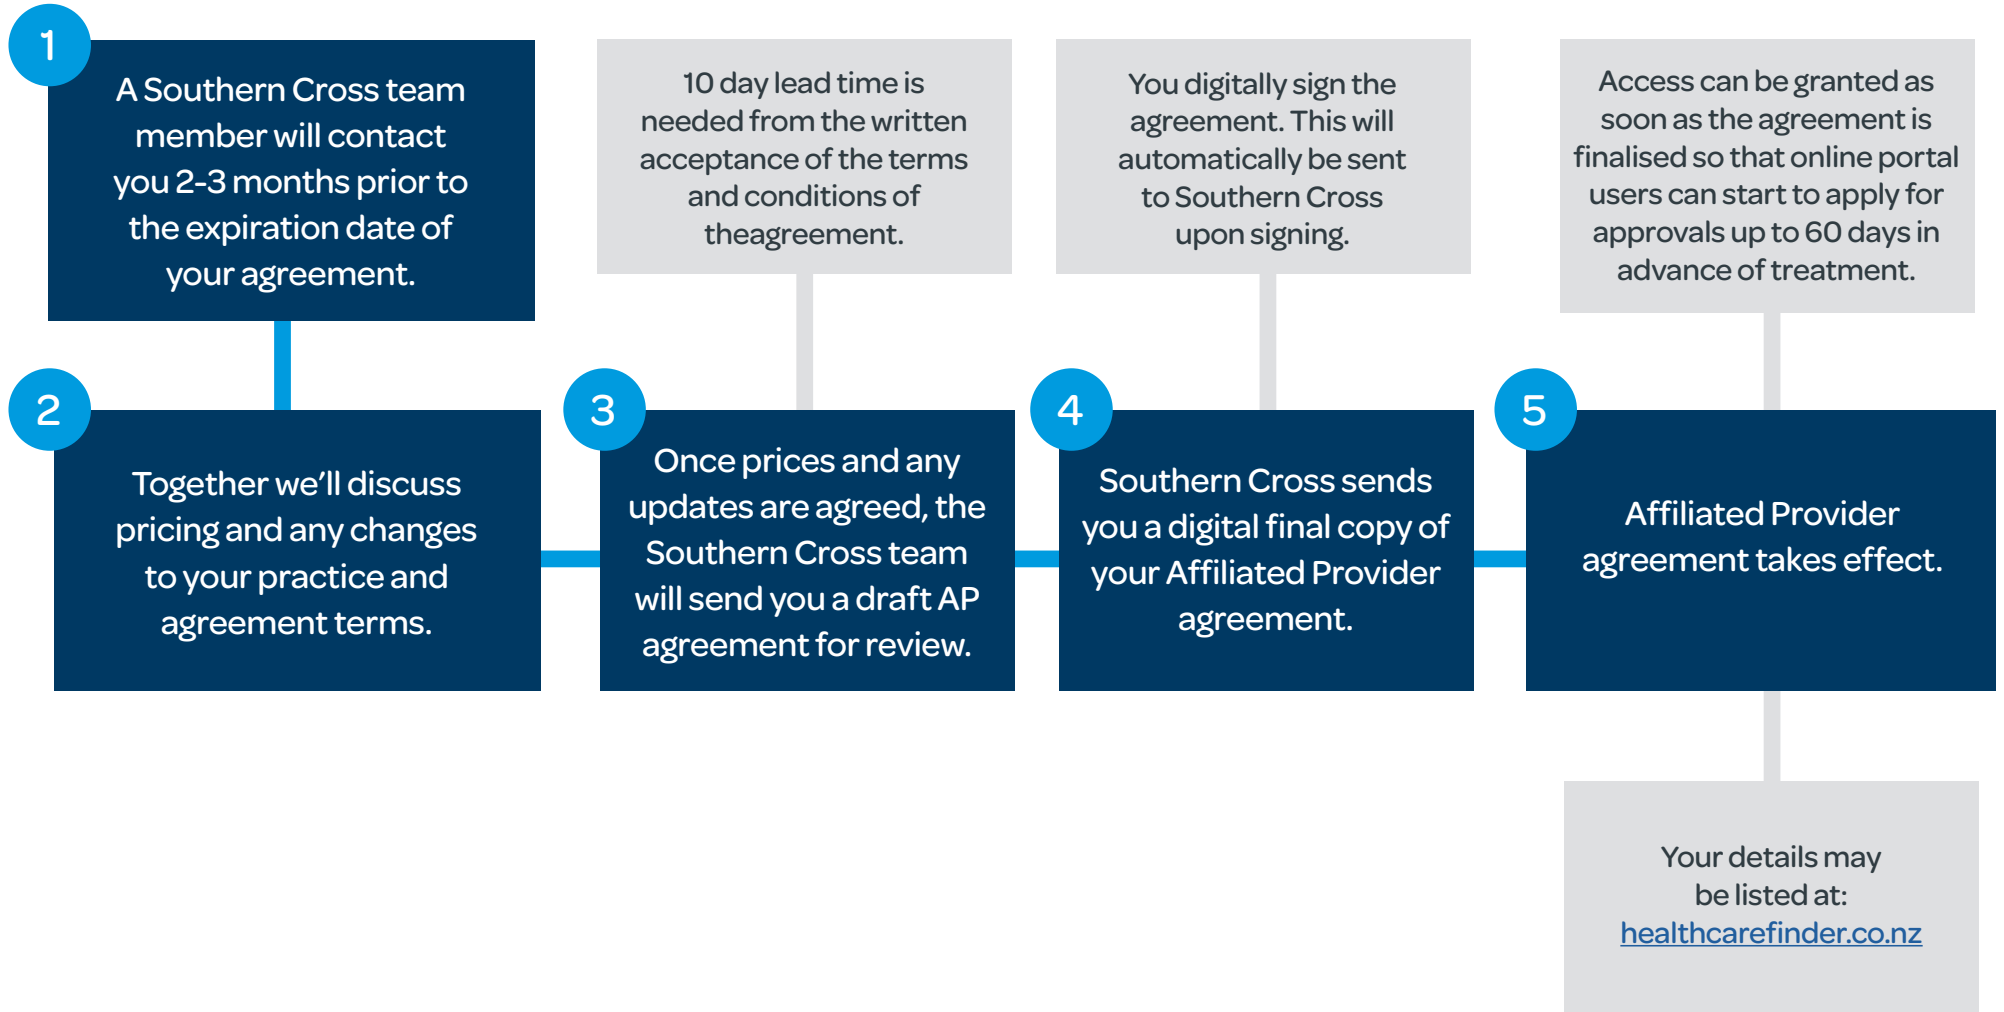 1
A Southern Cross team
member will contact
you 2-3 months prior to
the expiration date of
your agreement.
2
Together we’ll discuss
pricing and any changes
to your practice and
agreement terms.
10 day lead time is
needed from the written
acceptance of the terms
and conditions of
theagreement.
3
Once prices and any
updates are agreed, the
Southern Cross team
will send you a draft AP
agreement for review.
You digitally sign the
agreement. This will
automatically be sent
to Southern Cross
upon signing.
4
Southern Cross sends
you a digital final copy of
your Affiliated Provider
agreement.
Access can be granted as
soon as the agreement is
finalised so that online portal
users can start to apply for
approvals up to 60 days in
advance of treatment.
5
Affiliated Provider
agreement takes effect.
Your details may
be listed at:
healthcarefinder.co.nz